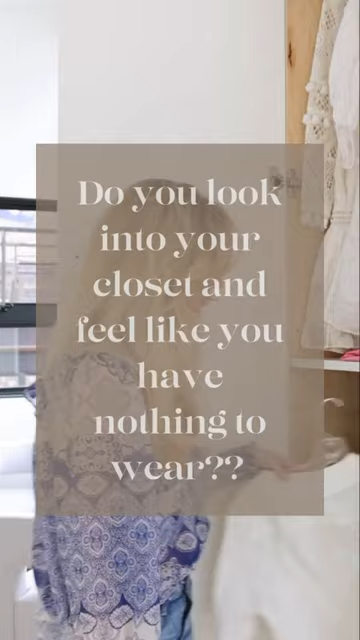 Do you look
into your
closet and
feel like you
have
nothing to
wear??